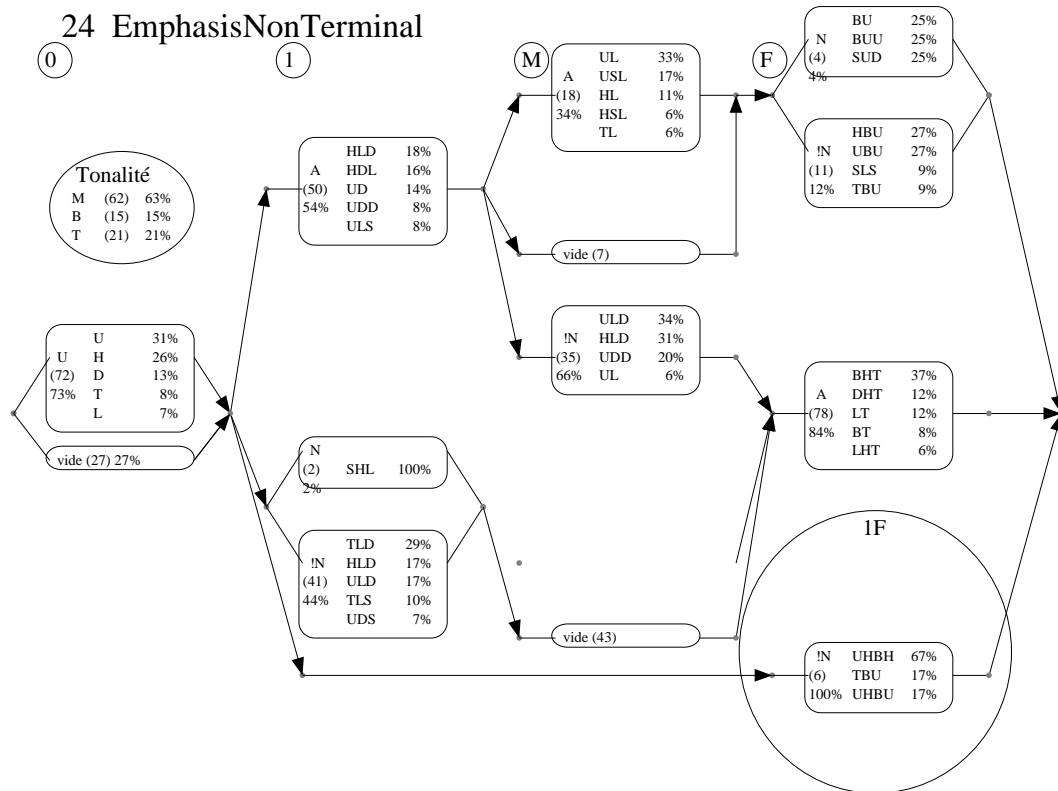 24 EmphasisNonTerminal
0
1
M
F
Tonalité
M (62) 63%
B (15) 15%
T (21) 21%
U 31%
U H 26%
(72) D 13%
73% T 8%
L 7%
vide (27) 27%
HLD 18%
A HDL 16%
(50) UD 14%
54% UDD 8%
ULS 8%
N
(2) SHL 100%
2%
TLD 29%
!N HLD 17%
(41) ULD 17%
44% TLS 10%
UDS 7%
UL 33%
A USL 17%
(18) HL 11%
34% HSL 6%
TL 6%
vide (7)
ULD 34%
!N HLD 31%
(35) UDD 20%
66% UL 6%
vide (43)
BU 25%
N BUU 25%
(4) SUD 25%
4%
HBU 27%
!N UBU 27%
(11) SLS 9%
12% TBU 9%
BHT 37%
A DHT 12%
(78) LT 12%
84% BT 8%
LHT 6%
1F
!N UHBH 67%
(6) TBU 17%
100% UHBU 17%